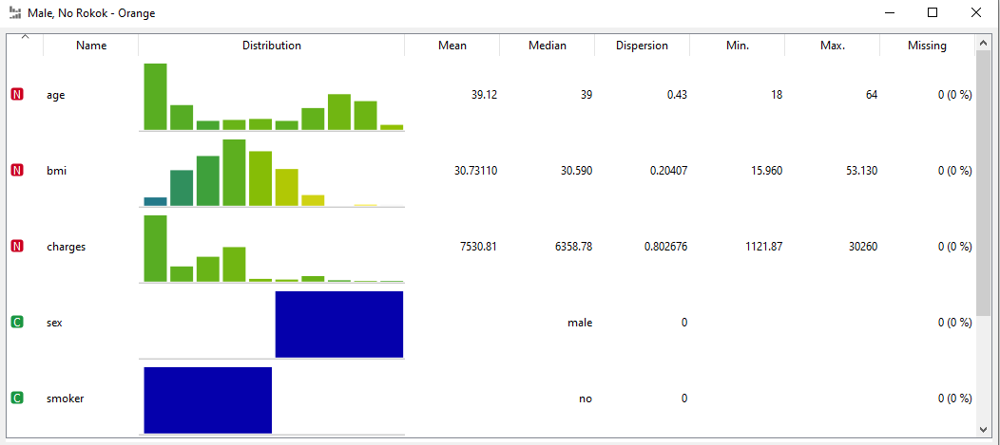 Male, No Rokok - Orange
Name Distribution Mean Median Dispersion Min. Max. Missing
N age 39.12 39 0.43 18 64 0 (0 %)
N bmi 30.73110 30.590 0.20407 15.960 53.130 0 (0 %)
N charges 7530.81 6358.78 0.802676 1121.87 30260 0 (0 %)
C sex male 0 0 (0 %)
C smoker no 0 0 (0 %)